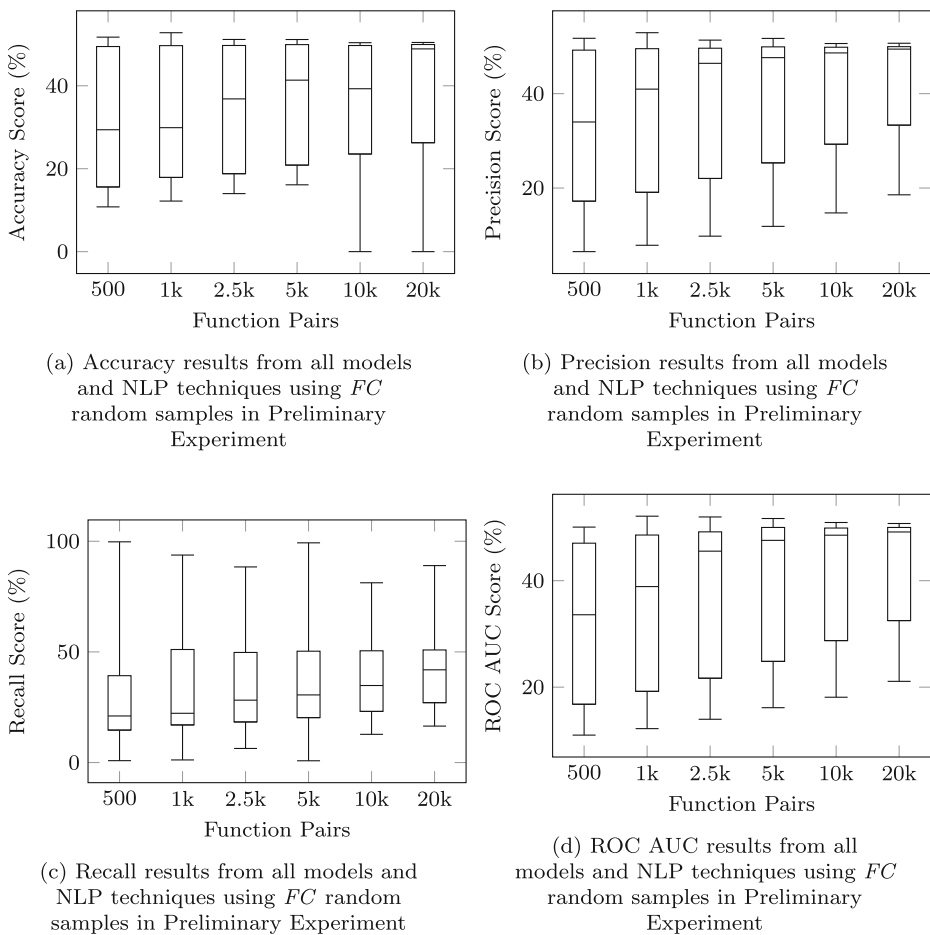 40
20
0
Accuracy Score (%)
500 1k 2.5k 5k 10k 20k
Function Pairs
(a) Accuracy results from all models
and NLP techniques using FC
random samples in Preliminary
Experiment
40
20
Precision Score (%)
500 1k 2.5k 5k 10k 20k
Function Pairs
(b) Precision results from all models
and NLP techniques using FC
random samples in Preliminary
Experiment
100
50
0
Recall Score (%)
500 1k 2.5k 5k 10k 20k
Function Pairs
(c) Recall results from all models and
NLP techniques using FC random
samples in Preliminary Experiment
40
20
ROC AUC Score (%)
500 1k 2.5k 5k 10k 20k
Function Pairs
(d) ROC AUC results from all
models and NLP techniques using FC
random samples in Preliminary
Experiment